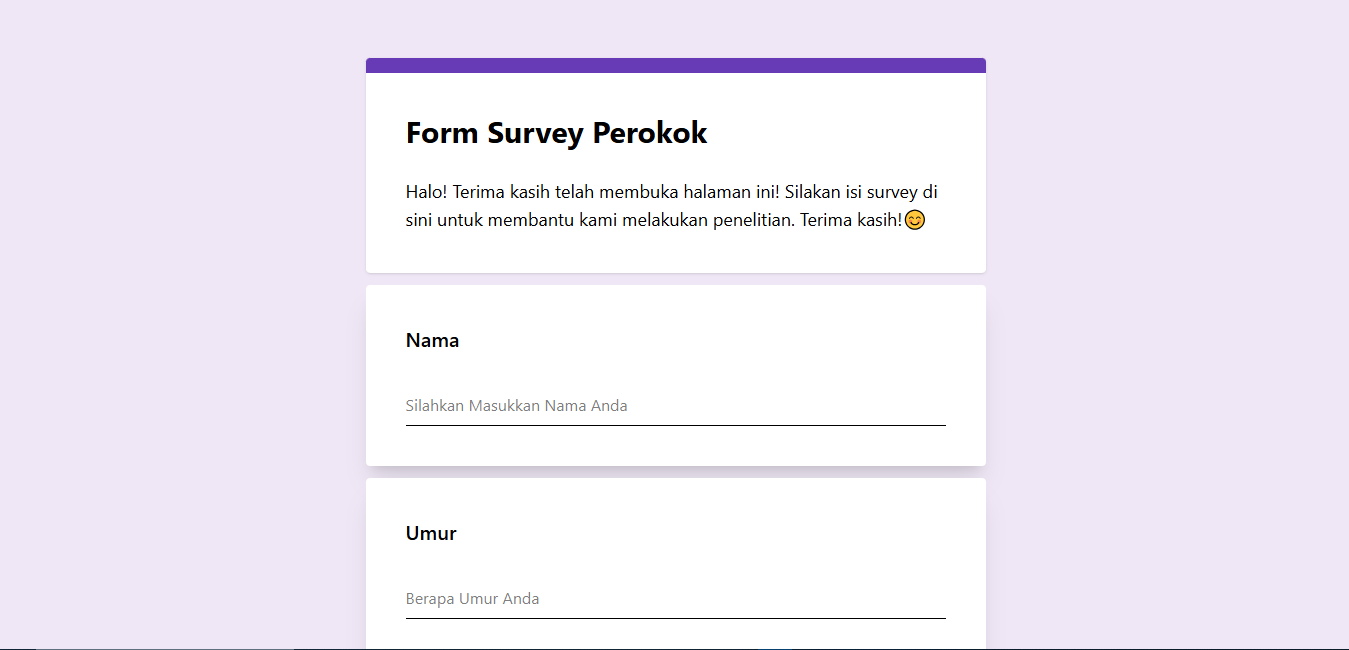 Form Survey Perokok
Halo! Terima kasih telah membuka halaman ini! Silakan isi survey di
sini untuk membantu kami melakukan penelitian. Terima kasih!😊
Nama
Silahkan Masukkan Nama Anda
Umur
Berapa Umur Anda